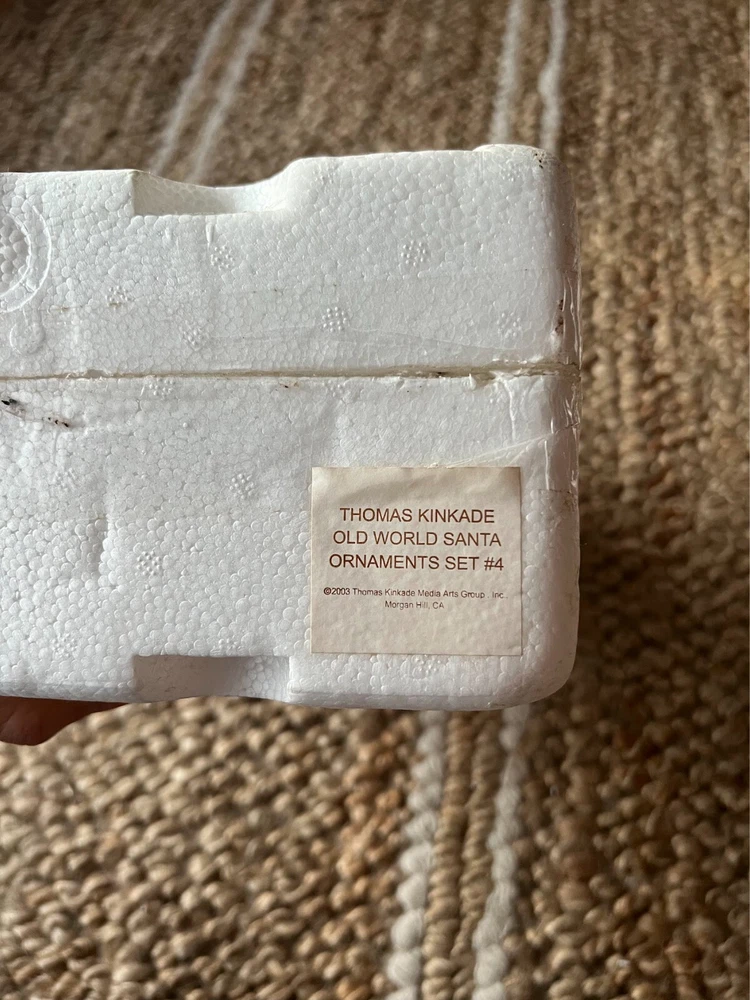 THOMAS KINKADE
OLD WORLD SANTA
ORNAMENTS SET #4
©2003 Thomas Kinkade Media Arts Group . Inc..
Morgan Hill, CA